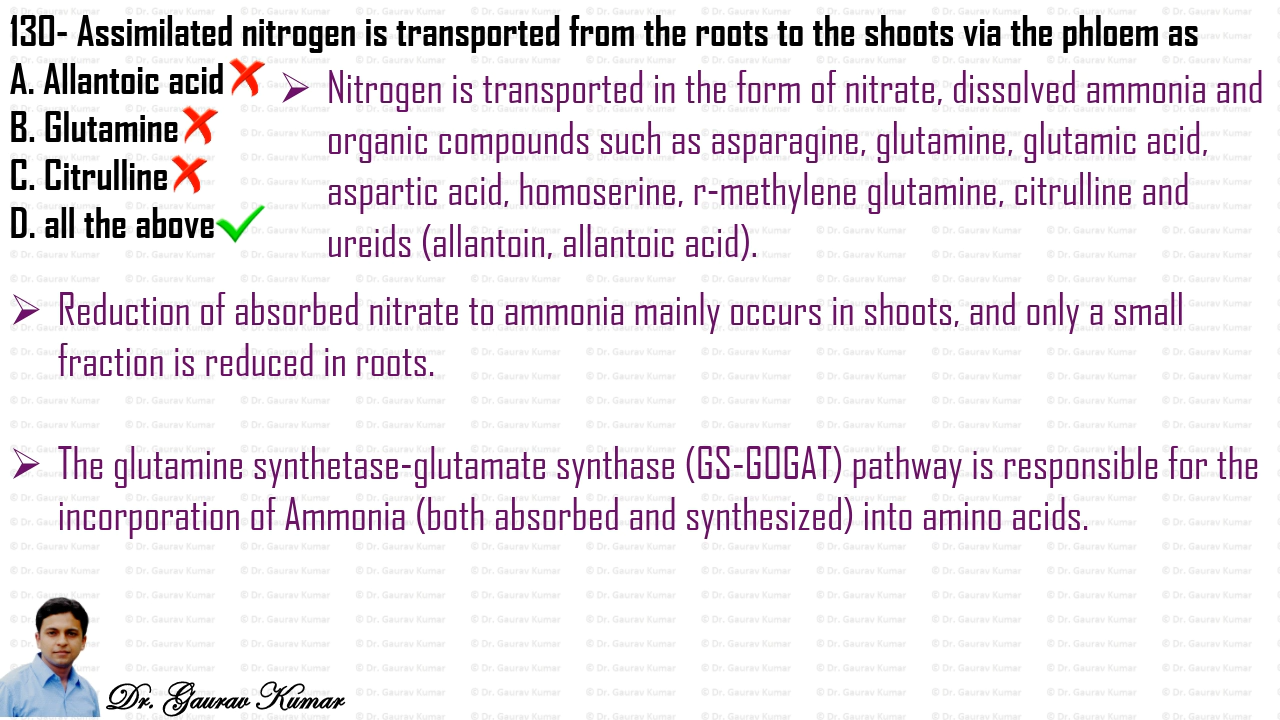 130- Assimilated nitrogen is transported from the roots to the shoots via the phloem as
A. Allantoic acid
B. Glutamine
C. Citrulline
D. all the above
➢ Nitrogen is transported in the form of nitrate, dissolved ammonia and
organic compounds such as asparagine, glutamine, glutamic acid,
aspartic acid, homoserine, r-methylene glutamine, citrulline and
ureids (allantoin, allantoic acid).
➢ Reduction of absorbed nitrate to ammonia mainly occurs in shoots, and only a small
fraction is reduced in roots.
➢ The glutamine synthetase-glutamate synthase (GS-GOGAT) pathway is responsible for the
incorporation of Ammonia (both absorbed and synthesized) into amino acids.
Dr. Gaurav Kumar
© Dr. Gaurav Kumar